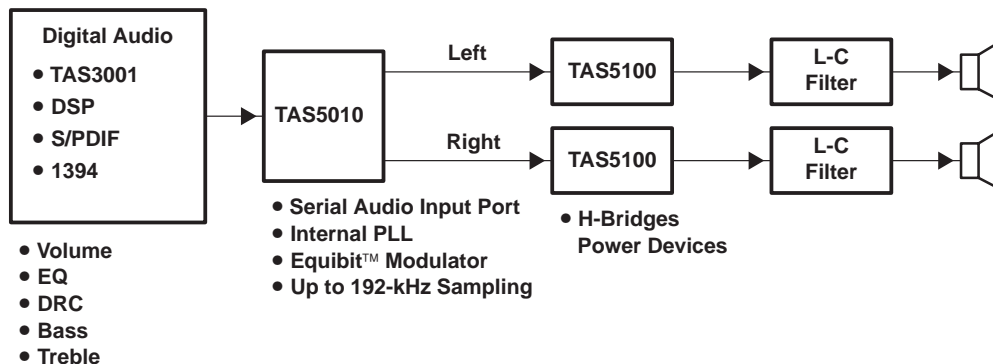 Digital Audio
● TAS3001
● DSP
● S/PDIF
● 1394
● Volume
● EQ
● DRC
● Bass
● Treble
TAS5010
● Serial Audio Input Port
● Internal PLL
● Equibit™ Modulator
● Up to 192-kHz Sampling
Left
Right
TAS5100
TAS5100
● H-Bridges
Power Devices
L-C
Filter
L-C
Filter